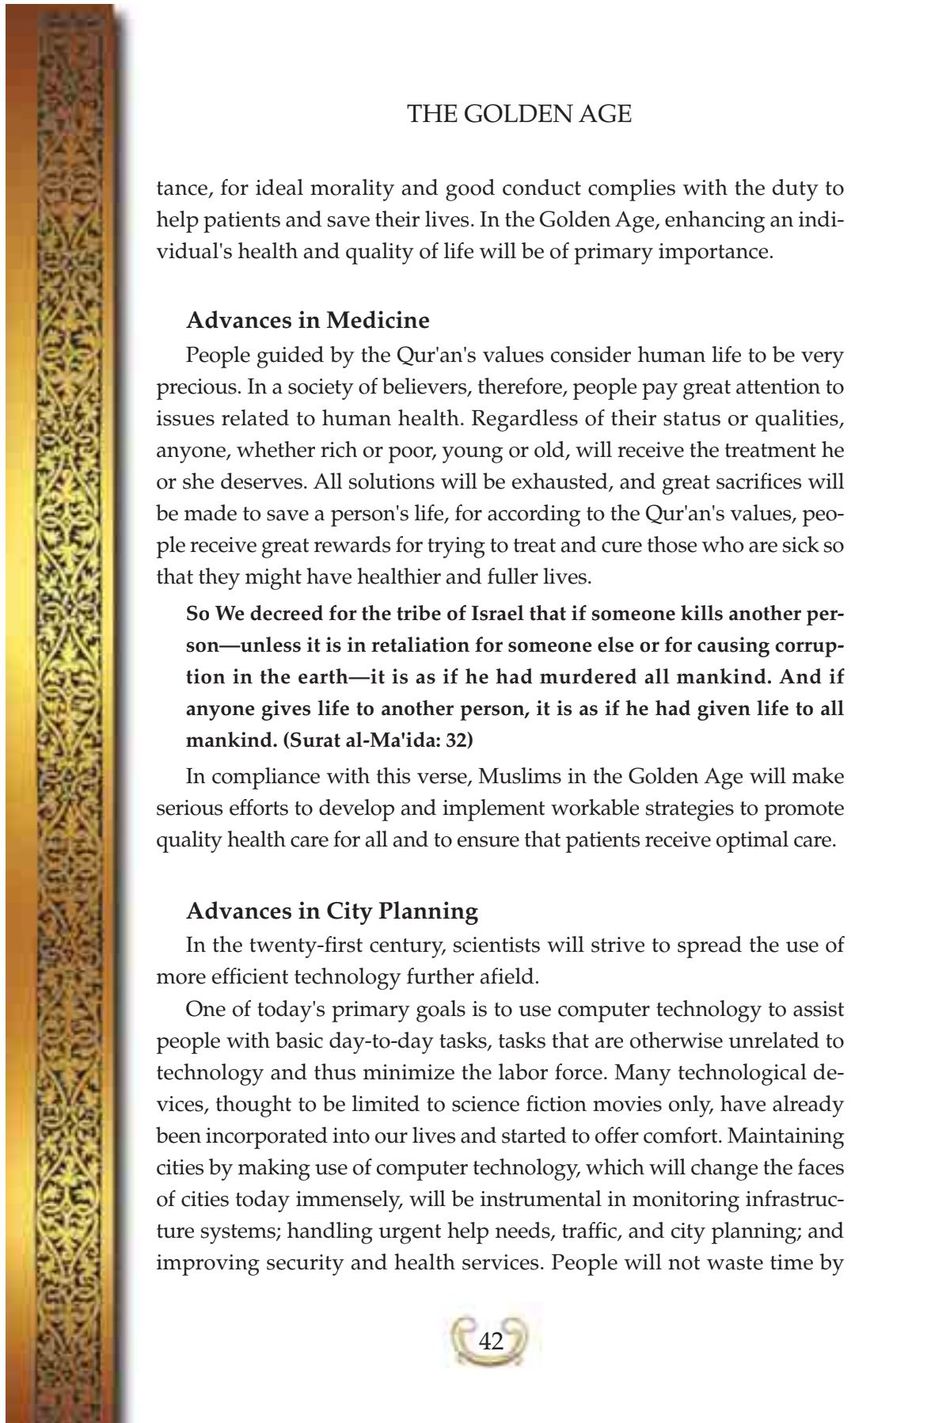 THE GOLDEN AGE
tance, for ideal morality and good conduct complies with the duty to
help patients and save their lives. In the Golden Age, enhancing an indi-
vidual's health and quality of life will be of primary importance.
Advances in Medicine
People guided by the Qur'an's values consider human life to be very
precious. In a society of believers, therefore, people pay great attention to
issues related to human health. Regardless of their status or qualities,
anyone, whether rich or poor, young or old, will receive the treatment he
or she deserves. All solutions will be exhausted, and great sacrifices will
be made to save a person's life, for according to the Qur'an's values, peo-
ple receive great rewards for trying to treat and cure those who are sick so
that they might have healthier and fuller lives.
So We decreed for the tribe of Israel that if someone kills another per-
son—unless it is in retaliation for someone else or for causing corrup-
tion in the earth—it is as if he had murdered all mankind. And if
anyone gives life to another person, it is as if he had given life to all
mankind. (Surat al-Ma'ida: 32)
In compliance with this verse, Muslims in the Golden Age will make
serious efforts to develop and implement workable strategies to promote
quality health care for all and to ensure that patients receive optimal care.
Advances in City Planning
In the twenty-first century, scientists will strive to spread the use of
more efficient technology further afield.
One of today's primary goals is to use computer technology to assist
people with basic day-to-day tasks, tasks that are otherwise unrelated to
technology and thus minimize the labor force. Many technological de-
vices, thought to be limited to science fiction movies only, have already
been incorporated into our lives and started to offer comfort. Maintaining
cities by making use of computer technology, which will change the faces
of cities today immensely, will be instrumental in monitoring infrastruc-
ture systems; handling urgent help needs, traffic, and city planning; and
improving security and health services. People will not waste time by
42